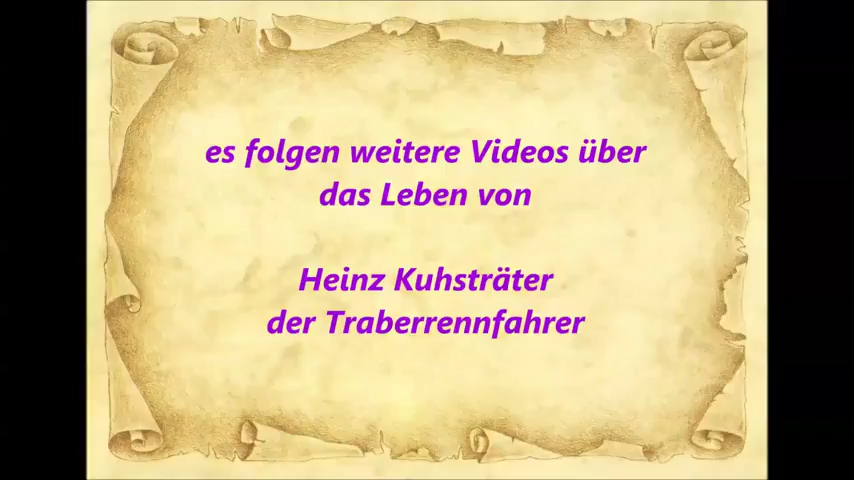 es folgen weitere Videos über
das Leben von
Heinz Kuhsträter
der Traberrennfahrer